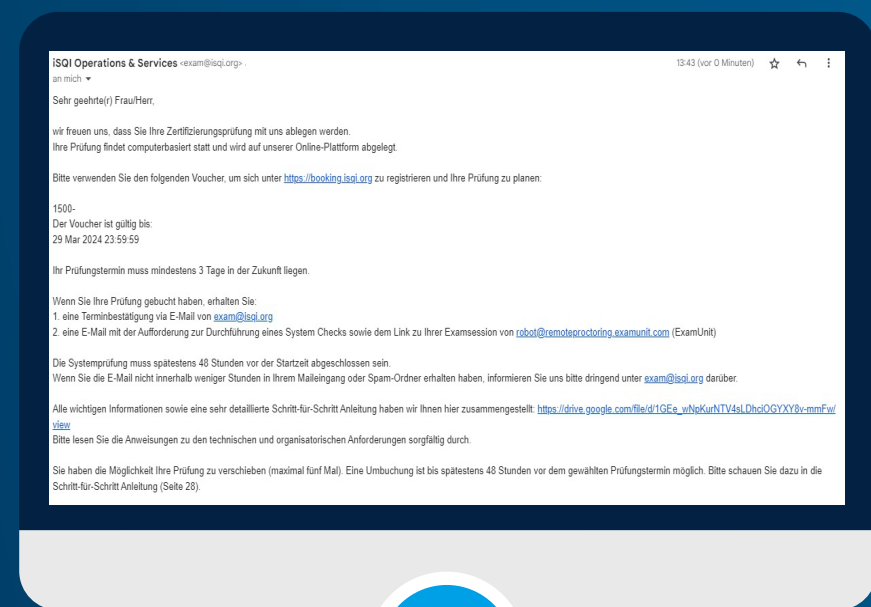 iSQI Operations & Services <exam@isqi.org> .
13:43 (vor 0 Minuten)
an mich
Sehr geehrte(r) Frau/Herr,
wir freuen uns, dass Sie Ihre Zertifizierungsprüfung mit uns ablegen werden.
Ihre Prüfung findet computerbasiert statt und wird auf unserer Online-Plattform abgelegt.
Bitte verwenden Sie den folgenden Voucher, um sich unter https://booking.isqi.org zu registrieren und Ihre Prüfung zu planen:
1500-
Der Voucher ist gültig bis:
29 Mar 2024 23:59:59
Ihr Prüfungstermin muss mindestens 3 Tage in der Zukunft liegen.
Wenn Sie Ihre Prüfung gebucht haben, erhalten Sie:
1. eine Terminbestätigung via E-Mail von exam@isqi.org
2. eine E-Mail mit der Aufforderung zur Durchführung eines System Checks sowie dem Link zu Ihrer Examsession von robot@remoteproctoring.examunit.com (ExamUnit)
Die Systemprüfung muss spätestens 48 Stunden vor der Startzeit abgeschlossen sein.
Wenn Sie die E-Mail nicht innerhalb weniger Stunden in Ihrem Maileingang oder Spam-Ordner erhalten haben, informieren Sie uns bitte dringend unter exam@isqi.org darüber.
Alle wichtigen Informationen sowie eine sehr detaillierte Schritt-für-Schritt Anleitung haben wir Ihnen hier zusammengestellt: https://drive.google.com/file/d/1GEe_wNpKurNTV4sLDhciOGYXY8v-mmFw/
view
Bitte lesen Sie die Anweisungen zu den technischen und organisatorischen Anforderungen sorgfältig durch.
Sie haben die Möglichkeit Ihre Prüfung zu verschieben (maximal fünf Mal). Eine Umbuchung ist bis spätestens 48 Stunden vor dem gewählten Prüfungstermin möglich. Bitte schauen Sie dazu in die
Schritt-für-Schritt Anleitung (Seite 28).